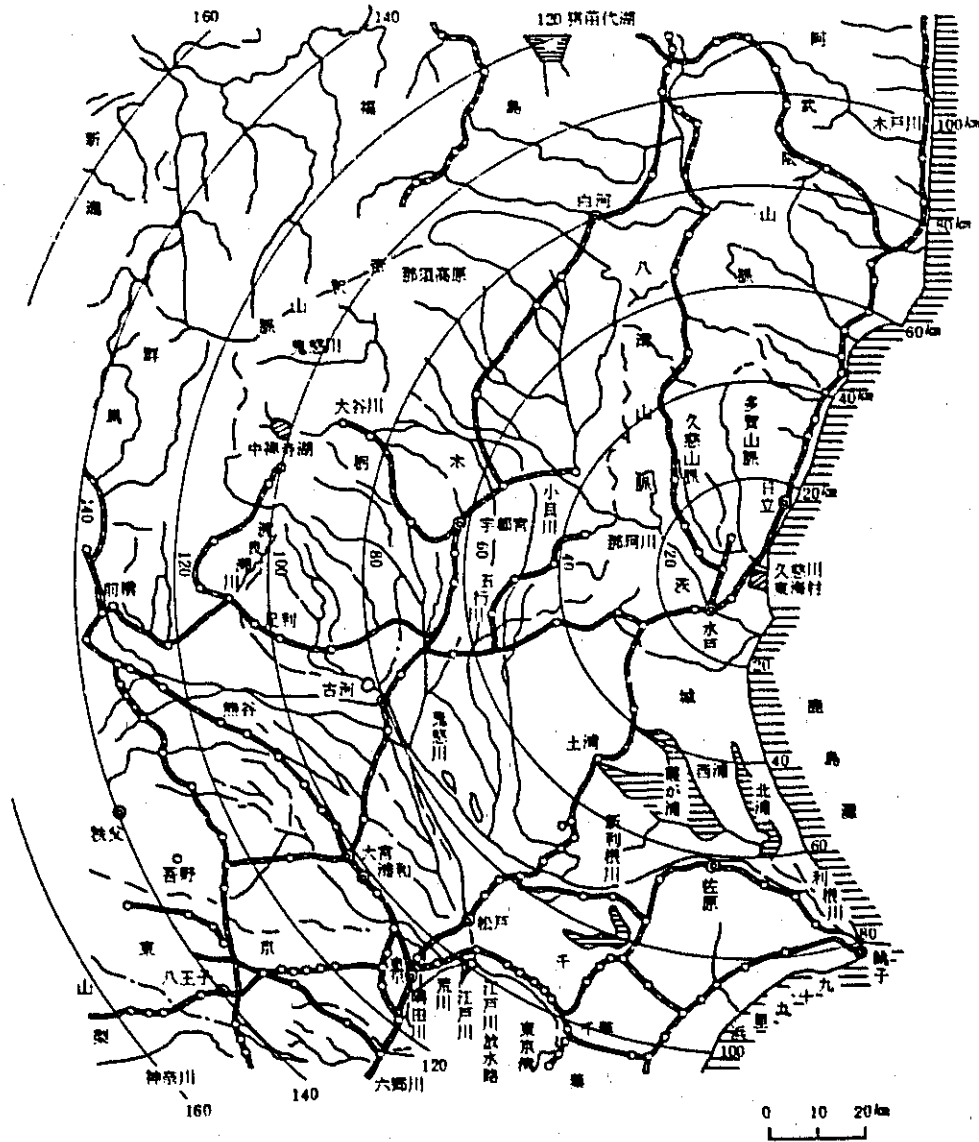 160
140
120 猪苗代湖
阿
武
隈
山
脈
新
潟
福
島
木戸川
100km
80km
白河
那須高原
八
溝
山
脈
帝
釈
山
脈
鬼怒川
60km
群
馬
大谷川
中禅寺湖
栃
木
40km
久慈山脈
多賀山脈
20km
日立
小貝川
宇都宮
那珂川
140
120
100
80
60
40
20
五行川
茨
城
久慈川
東海村
川
足利
水戸
20
古河
熊谷
鬼怒川
土浦
霞が浦
西浦
北浦
鹿
島
灘
40
秩父
吾野
大宮
浦和
新利根川
60
佐原
利根川
松戸
80
銚子
東
京
八王子
東京
隅田川
荒川
江戸川
江戸川放水路
東京湾
千
葉
千葉
九
十
九
里
浜
100
山
梨
神奈川
六郷川
120
140
160
0 10 20km